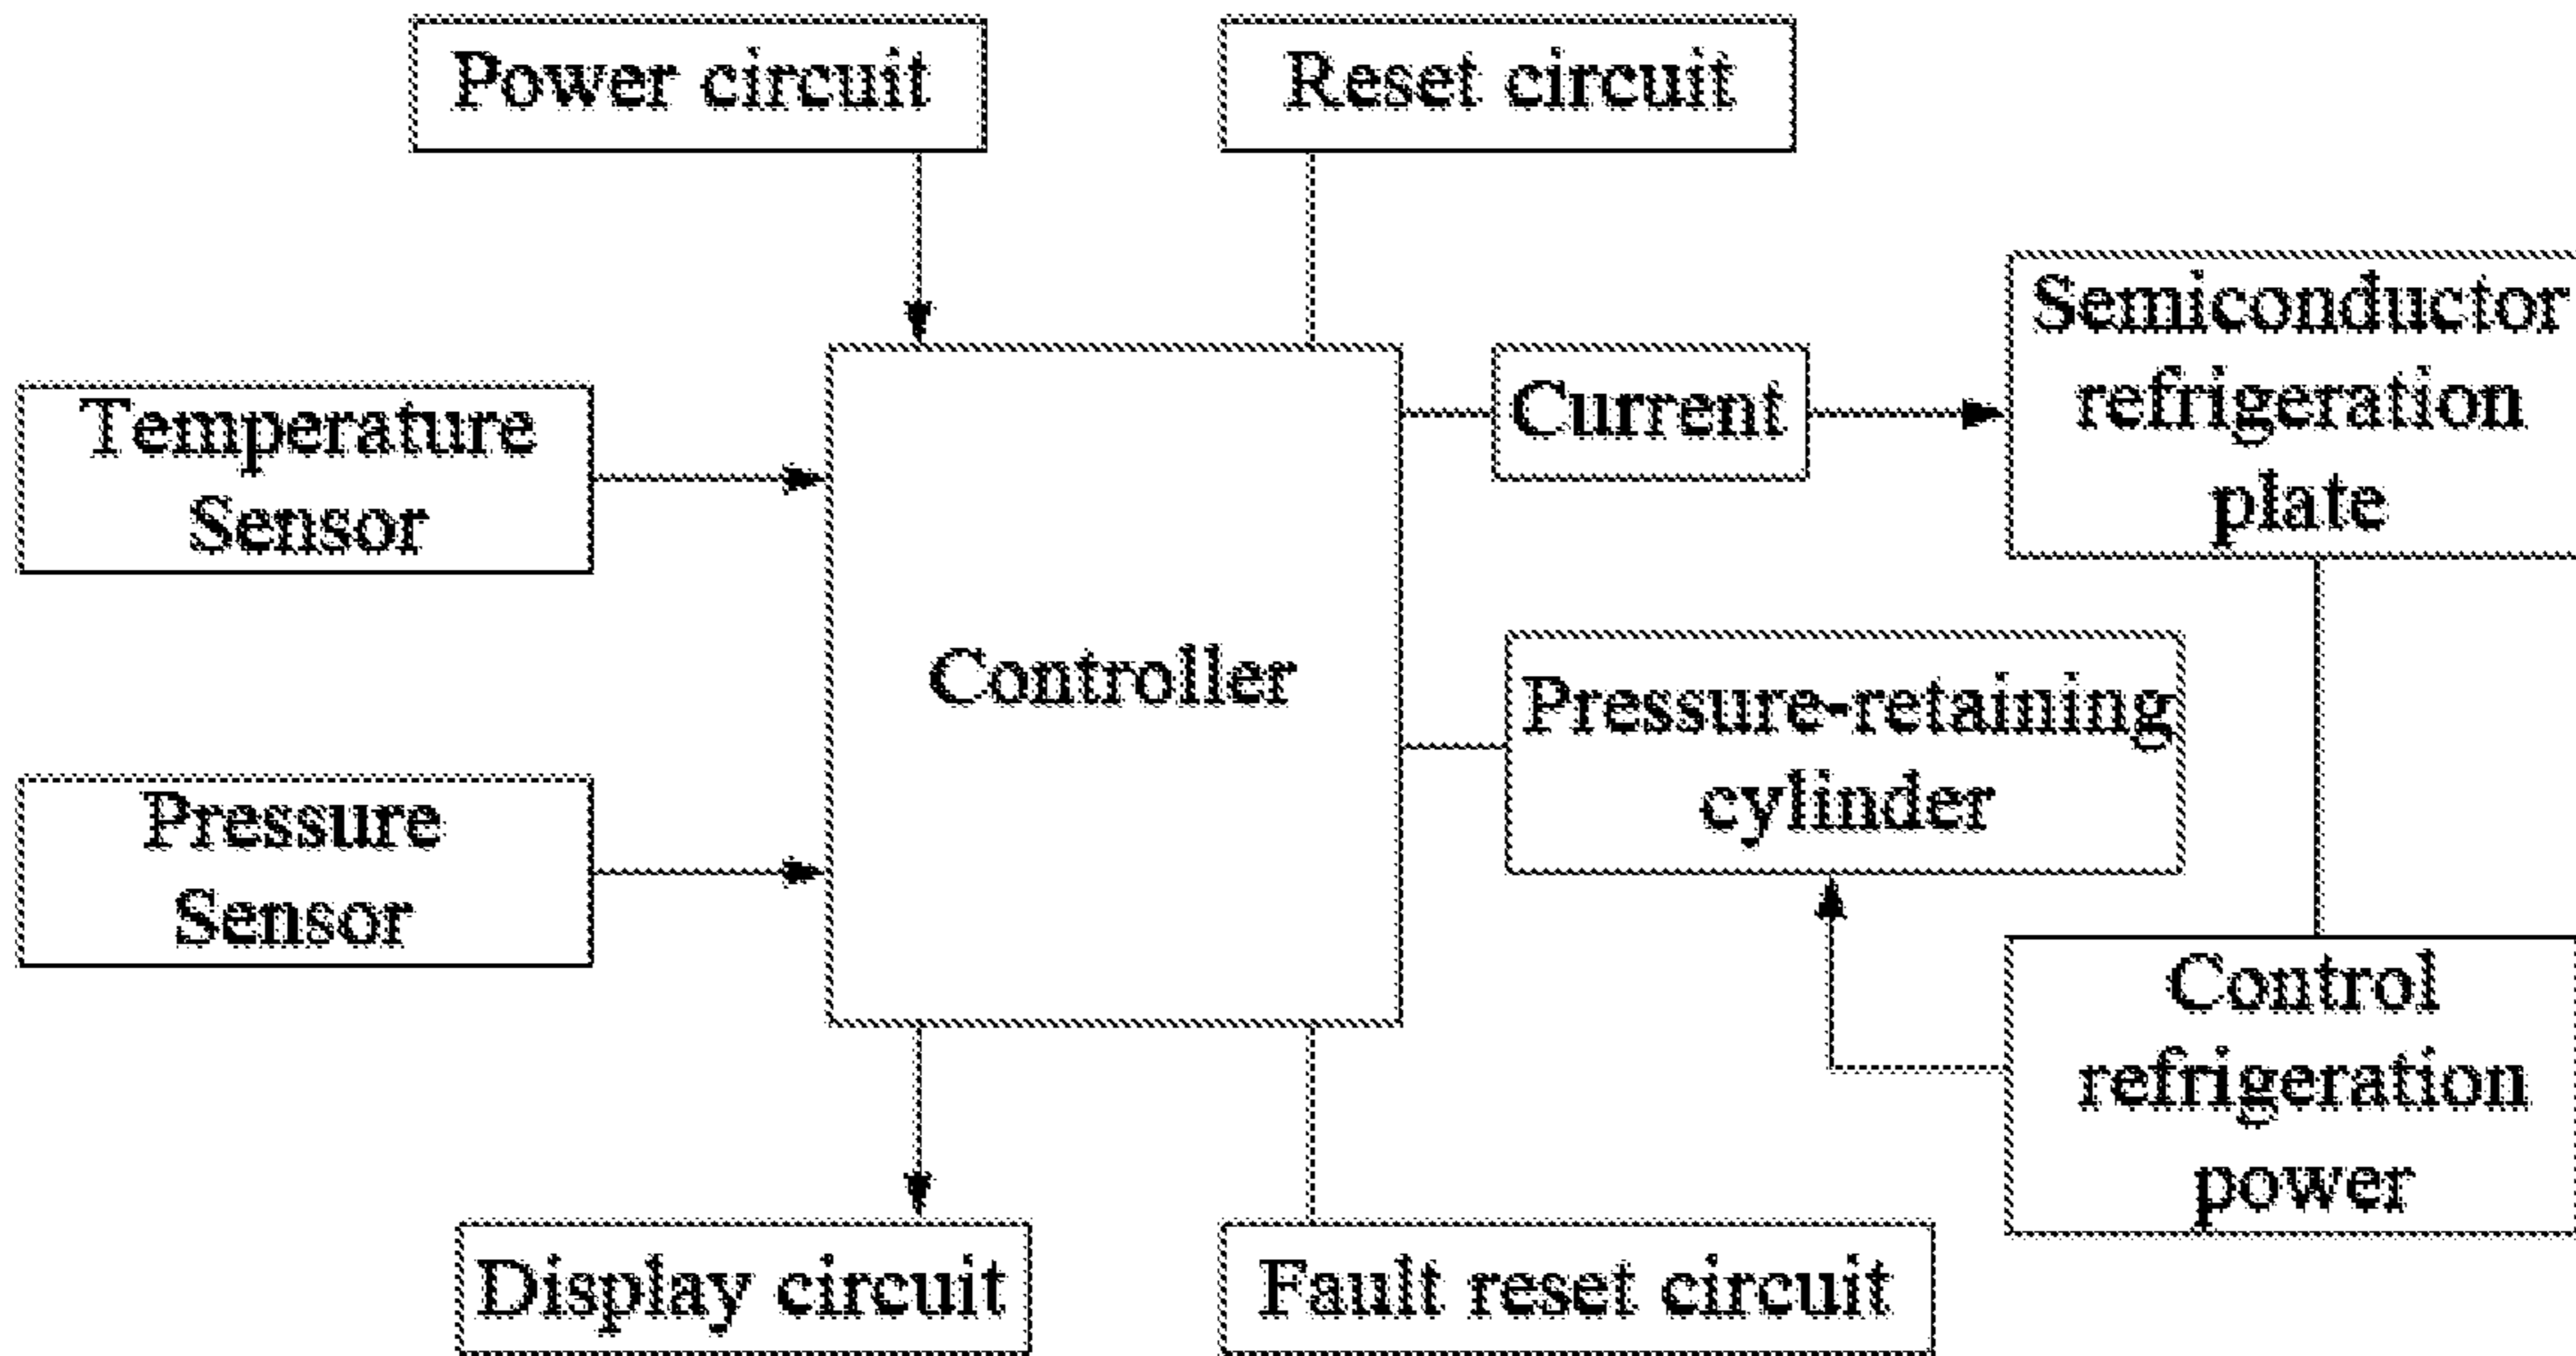 Power circuit
Reset circuit
Temperature
Sensor
Current
Semiconductor
refrigeration
plate
Controller
Pressure-retaining
cylinder
Pressure
Sensor
Control
refrigeration
power
Display circuit
Fault reset circuit